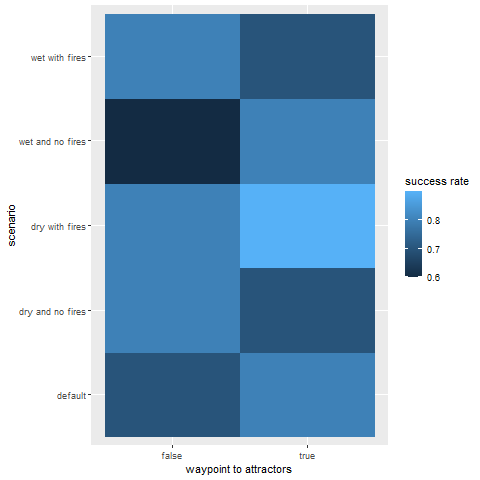 wet with fires
wet and no fires
dry with fires
dry and no fires
default
scenario
false
true
waypoint to attractors
success rate
0.8
0.7
0.6